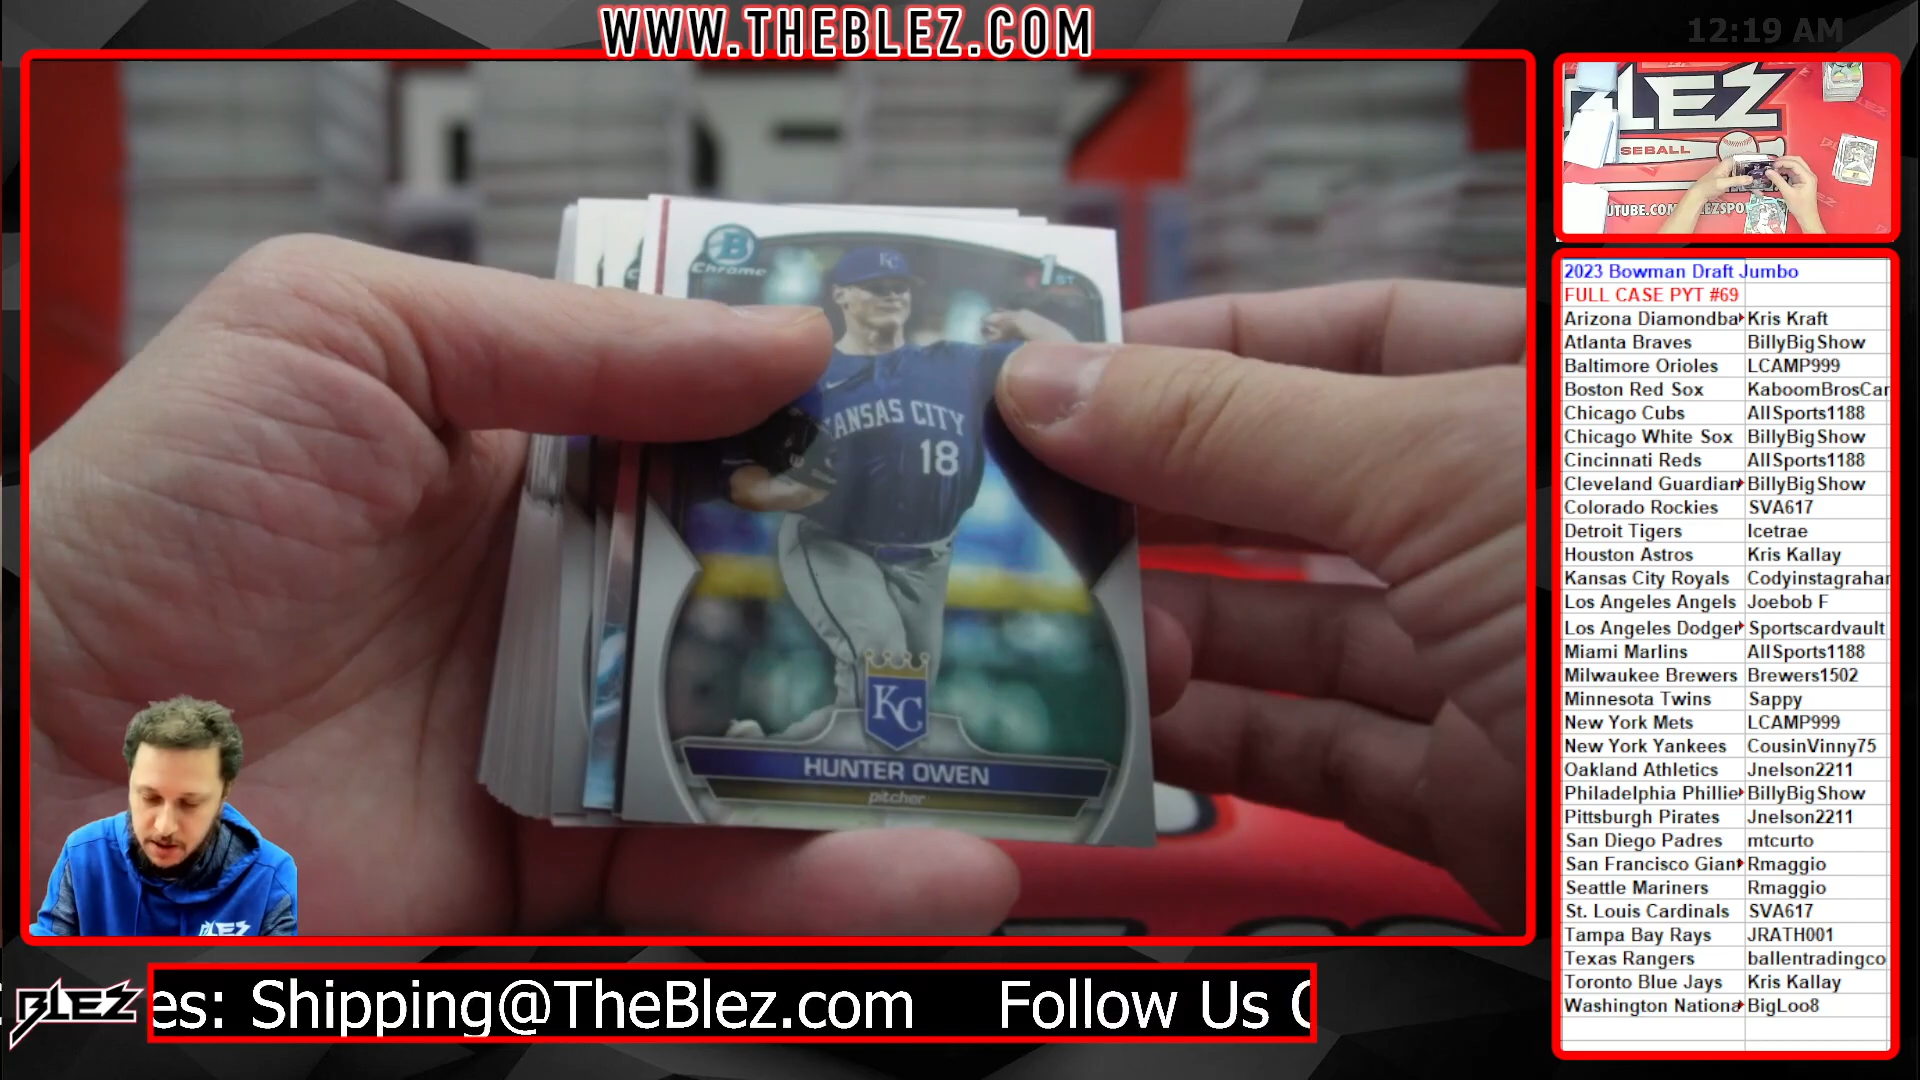 WWW.THEBLEZ.COM
12:19 AM
B
Chrome
1ST
KC
KANSAS CITY
18
KC
HUNTER OWEN
pitcher
BLEZ
SEBALL
UTUBE.COM
2023 Bowman Draft Jumbo
FULL CASE PYT #69
Arizona Diamondba Kris Kraft
Atlanta Braves BillyBigShow
Baltimore Orioles LCAMP999
Boston Red Sox KaboomBrosCar
Chicago Cubs AllSports1188
Chicago White Sox BillyBigShow
Cincinnati Reds AllSports1188
Cleveland Guardian BillyBigShow
Colorado Rockies SVA617
Detroit Tigers Icetrae
Houston Astros Kris Kallay
Kansas City Royals Codyinstagrahar
Los Angeles Angels Joebob F
Los Angeles Dodger Sportscardvault
Miami Marlins AllSports1188
Milwaukee Brewers Brewers1502
Minnesota Twins Sappy
New York Mets LCAMP999
New York Yankees CousinVinny75
Oakland Athletics Jnelson2211
Philadelphia Phillie BillyBigShow
Pittsburgh Pirates Jnelson2211
San Diego Padres mtcurto
San Francisco Giant Rmaggio
Seattle Mariners Rmaggio
St. Louis Cardinals SVA617
Tampa Bay Rays JRATH001
Texas Rangers ballentradingco
Toronto Blue Jays Kris Kallay
Washington Nationa BigLoo8
BLEZ
BLEZ
es: Shipping@TheBlez.com Follow Us